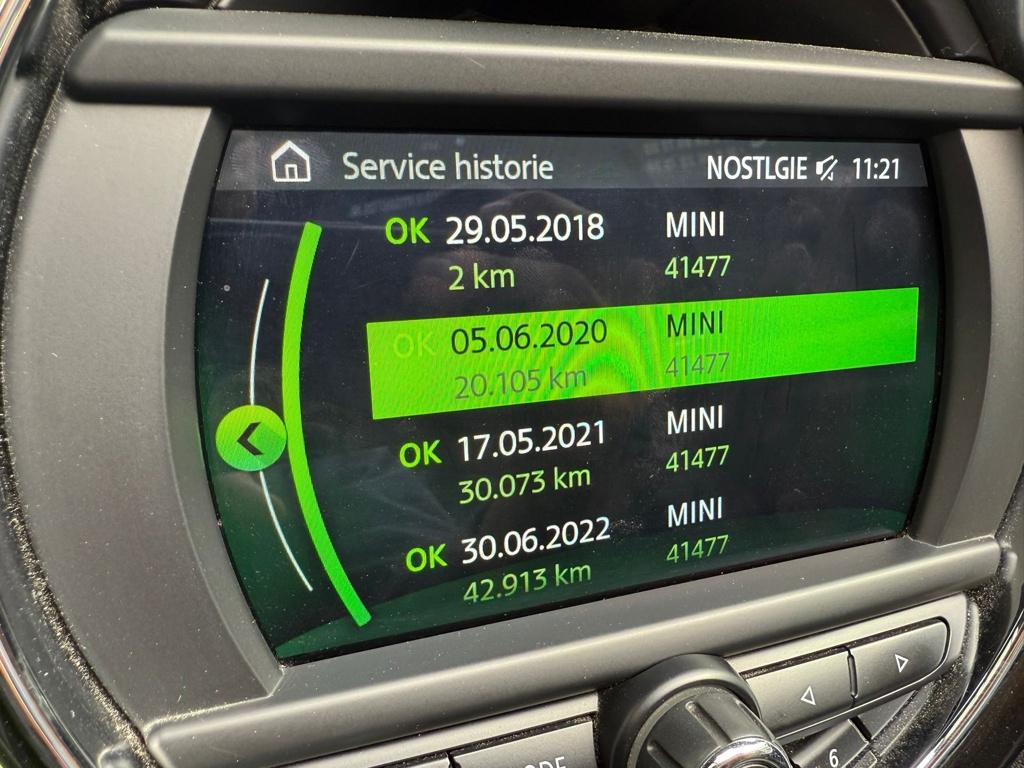 Service historie NOSTLGIE 11:21
OK 29.05.2018 MINI
2 km 41477
OK 05.06.2020 MINI
20.105 km 41477
OK 17.05.2021 MINI
30.073 km 41477
OK 30.06.2022 MINI
42.913 km 41477
6